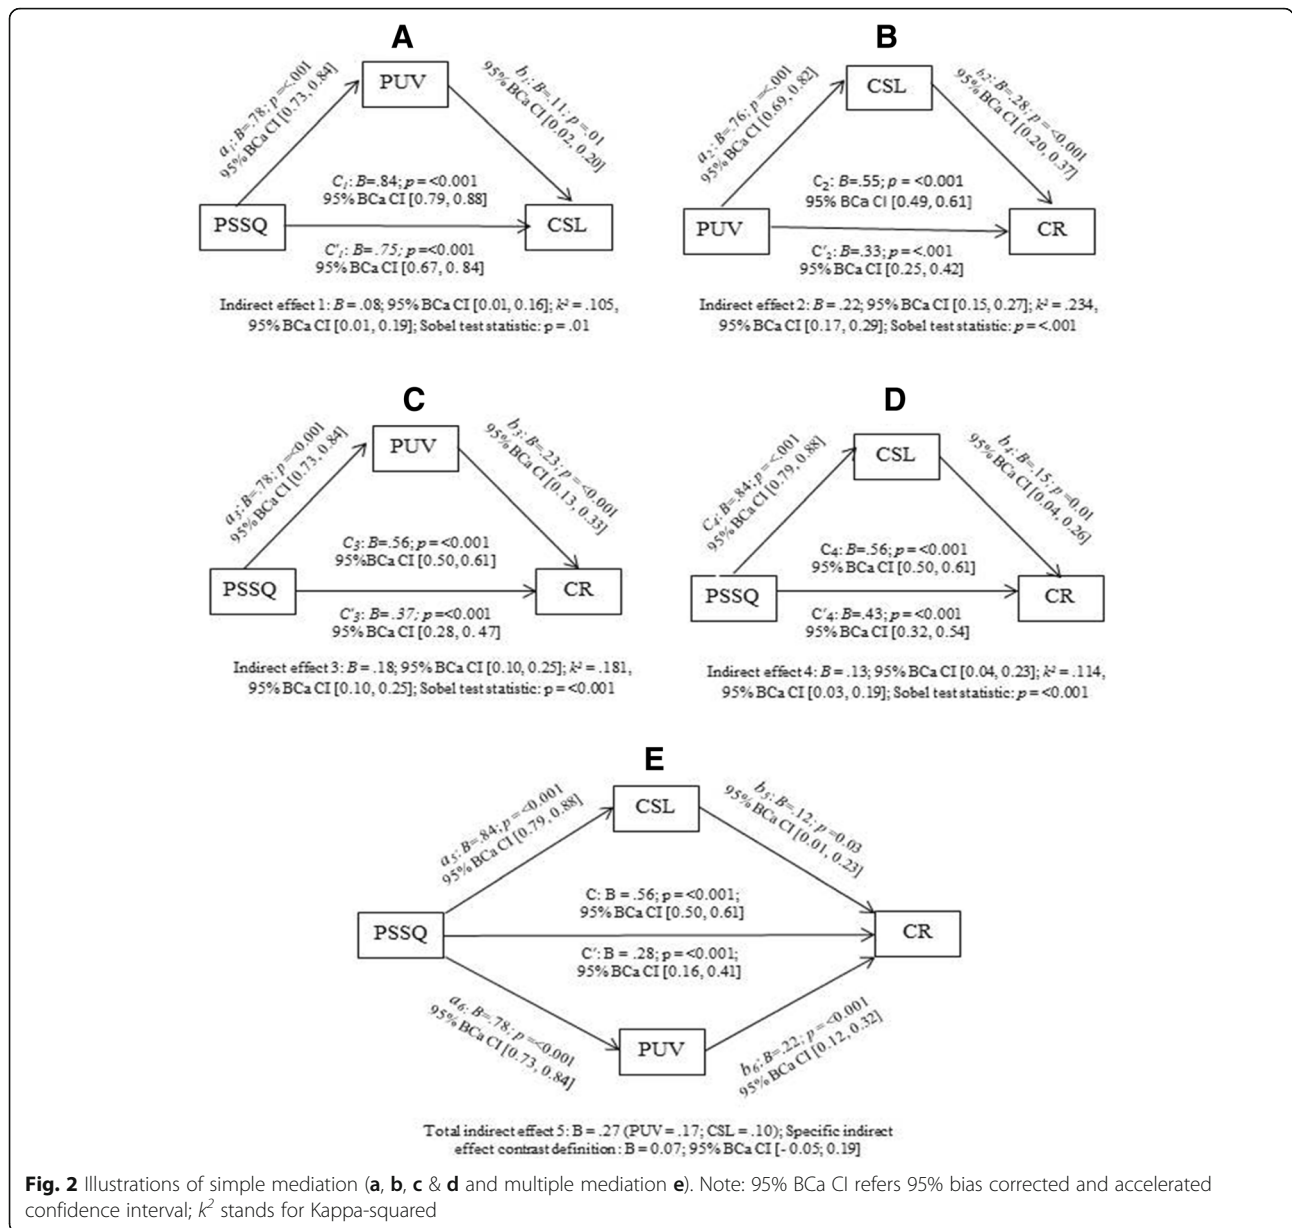 A
PUV
a1: B=.78; p=<.001
95% BCa CI [0.73, 0.84]
b1: B=.11; p=.01
95% BCa CI
[0.02, 0.20]
C1: B=.84; p=<0.001
95% BCa CI [0.79, 0.88]
PSSQ
CSL
C'1: B=.75; p=<0.001
95% BCa CI [0.67, 0.84]
Indirect effect 1: B = .08; 95% BCa CI [0.01, 0.16]; k² = .105,
95% BCa CI [0.01, 0.19]; Sobel test statistic: p = .01
B
CSL
a2: B=.76; p=<.001
95% BCa CI [0.69, 0.82]
b2: B=.28; p=<0.001
95% BCa CI
[0.20, 0.37]
C2: B=.55; p = <0.001
95% BCa CI [0.49, 0.61]
PUV
CR
C'2: B=.33; p=<.001
95% BCa CI [0.25, 0.42]
Indirect effect 2: B = .22; 95% BCa CI [0.15, 0.27]; k² = .234,
95% BCa CI [0.17, 0.29]; Sobel test statistic: p = <.001
C
PUV
a3: B=.78; p=<0.001
95% BCa CI [0.73, 0.84]
b3: B=.23; p=<0.001
95% BCa CI
[0.13, 0.33]
C3: B=.56; p=<0.001
95%BCa CI [0.50, 0.61]
PSSQ
CR
C'3: B=.37; p=<0.001
95% BCa CI [0.28, 0.47]
Indirect effect 3: B = .18; 95% BCa CI [0.10, 0.25]; k² = .181,
95% BCa CI [0.10, 0.25]; Sobel test statistic: p = <0.001
D
CSL
C4: B=.84; p=<.001
95% BCa CI [0.79, 0.88]
b4: B=.15; p=0.01
95% BCa CI
[0.04, 0.26]
C4: B=.56; p=<0.001
95% BCa CI [0.50, 0.61]
PSSQ
CR
C'4: B=.43; p=<0.001
95% BCa CI [0.32, 0.54]
Indirect effect 4: B = .13; 95% BCa CI [0.04, 0.23]; k² = .114,
95% BCa CI [0.03, 0.19]; Sobel test statistic: p = <0.001
E
CSL
a5: B=.84; p=<0.001
95% BCa CI [0.79, 0.88]
b5: B=.12; p=0.03
95% BCa CI
[0.01, 0.23]
C: B = .56; p=<0.001;
95% BCa CI [0.50, 0.61]
PSSQ
CR
C': B = .28; p=<0.001;
95% BCa CI [0.16, 0.41]
a6: B=.78; p=<0.001
95% BCa CI [0.73, 0.84]
PUV
b6: B=.22; p=<0.001
95% BCa CI [0.12, 0.32]
Total indirect effect 5: B = .27 (PUV = .17; CSL = .10); Specific indirect
effect contrast definition: B = 0.07; 95% BCa CI [- 0.05; 0.19]
Fig. 2 Illustrations of simple mediation (a, b, c & d and multiple mediation e). Note: 95% BCa CI refers 95% bias corrected and accelerated
confidence interval; k² stands for Kappa-squared